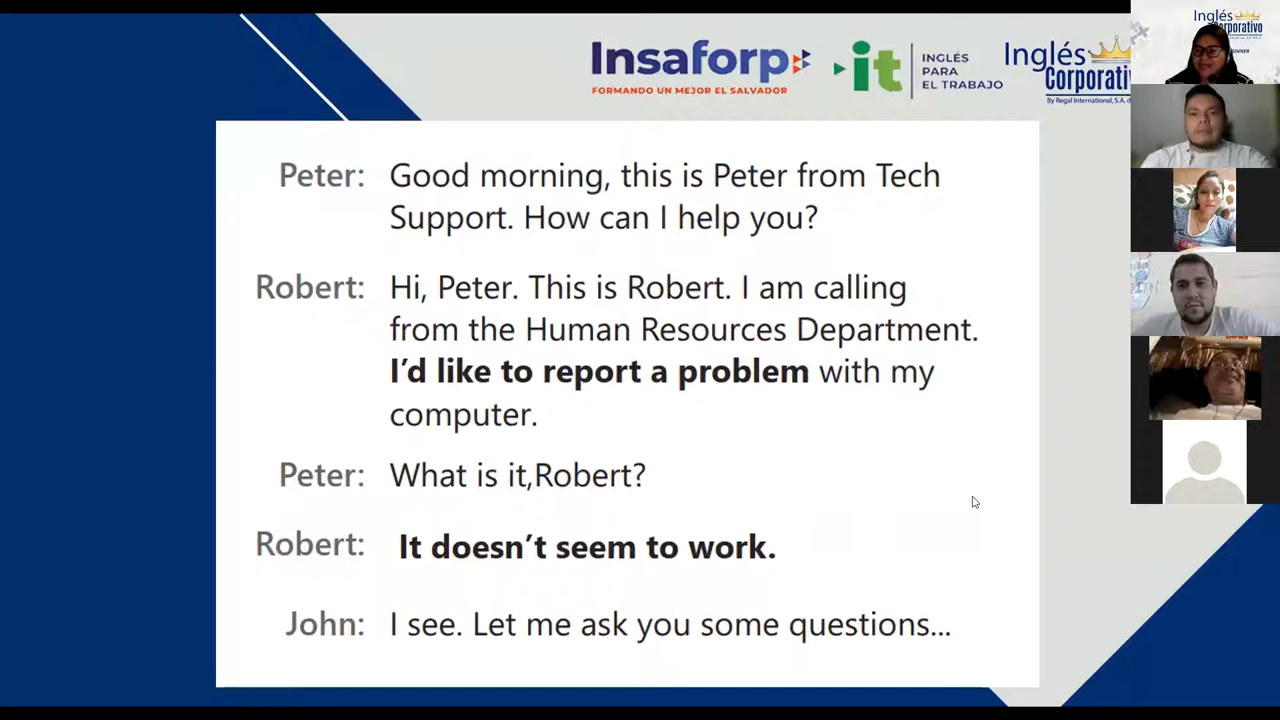 Insaforp
FORMANDO UN MEJOR EL SALVADOR
it
INGLÉS
PARA
EL TRABAJO
Inglés
Corporativ
By Regal International, S.A. d
Inglés
Corporativo
Peter: Good morning, this is Peter from Tech
Support. How can I help you?
Robert: Hi, Peter. This is Robert. I am calling
from the Human Resources Department.
I'd like to report a problem with my
computer.
Peter: What is it,Robert?
Robert: It doesn't seem to work.
John: I see. Let me ask you some questions...